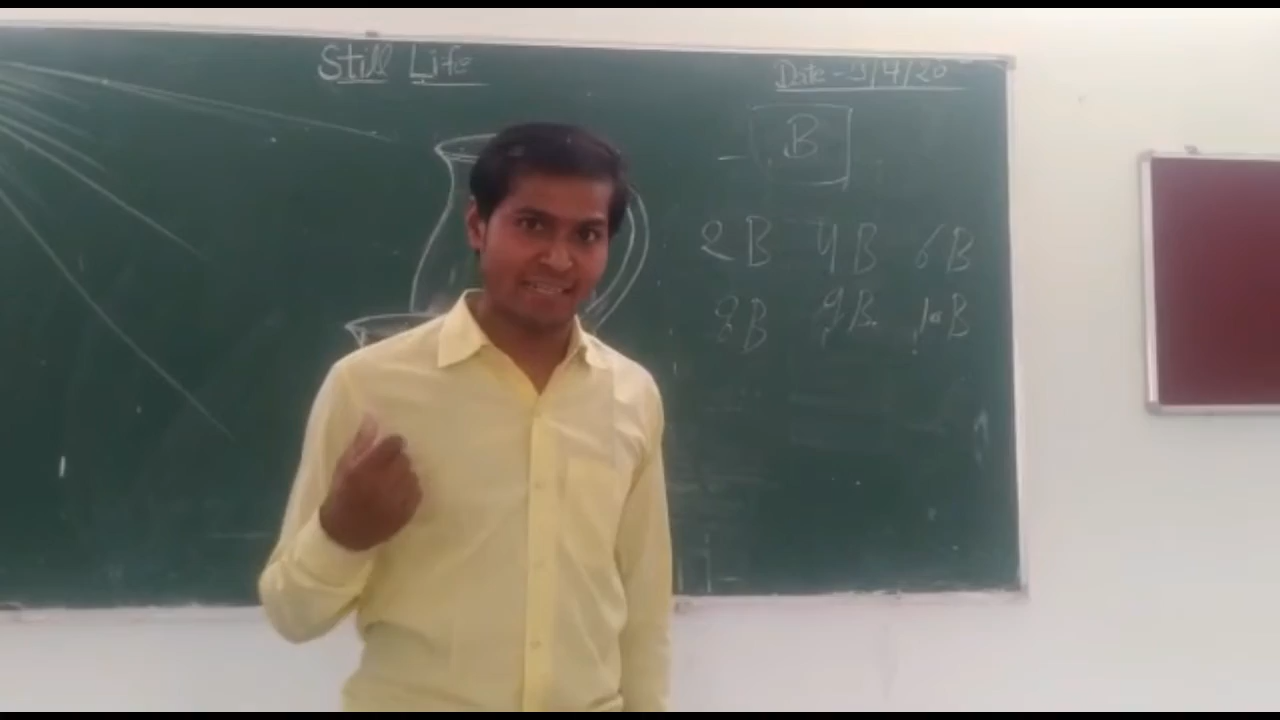 Still Life
Date - 3/4/20
B
2B 4B 6B
8B 9B 10B